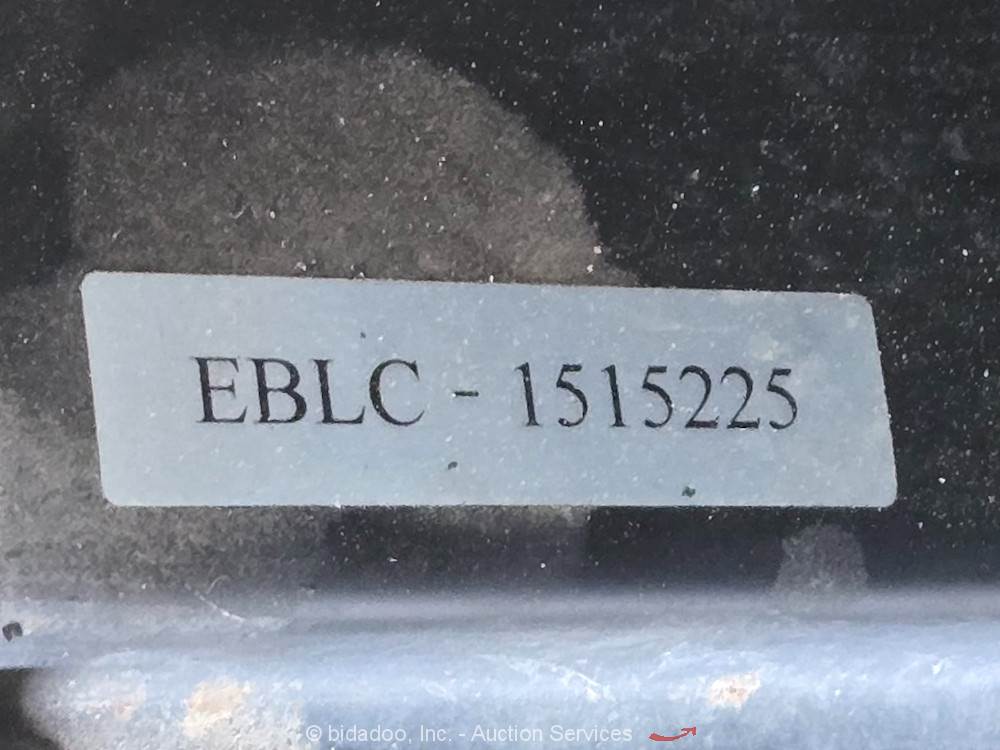 EBLC - 1515225
© bidadoo, Inc. - Auction Services